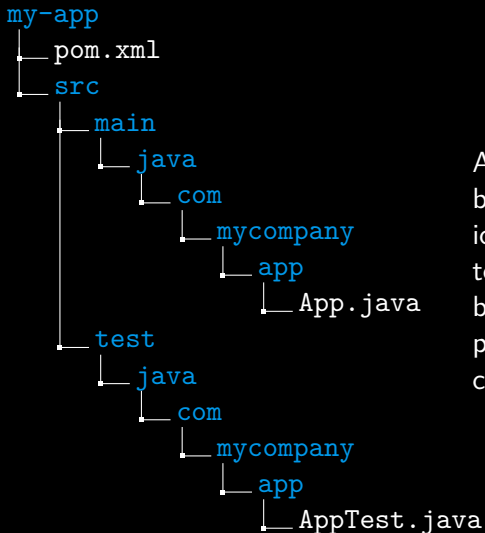 my-app
pom.xml
src
main
java
com
mycompany
app
App.java
test
java
com
mycompany
app
AppTest.java